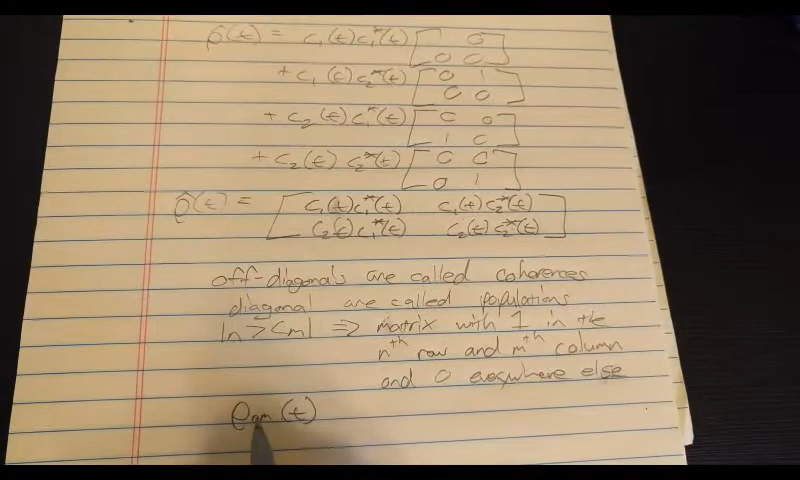 ρ̂(t) = c₁(t)c₁*(t) [1 0
0 0]
+ c₁(t)c₂*(t) [0 1
0 0]
+ c₂(t)c₁*(t) [0 0
1 0]
+ c₂(t) c₂*(t) [0 0
0 1]
ρ̂(t) = [c₁(t)c₁*(t) c₁(t)c₂*(t)
c₂(t)c₁*(t) c₂(t)c₂*(t)]
off-diagonals are called coherences
diagonal are called populations
|n><m| ⇒ matrix with 1 in the
nᵗʰ row and mᵗʰ column
and 0 everywhere else
ρₙₘ(t)